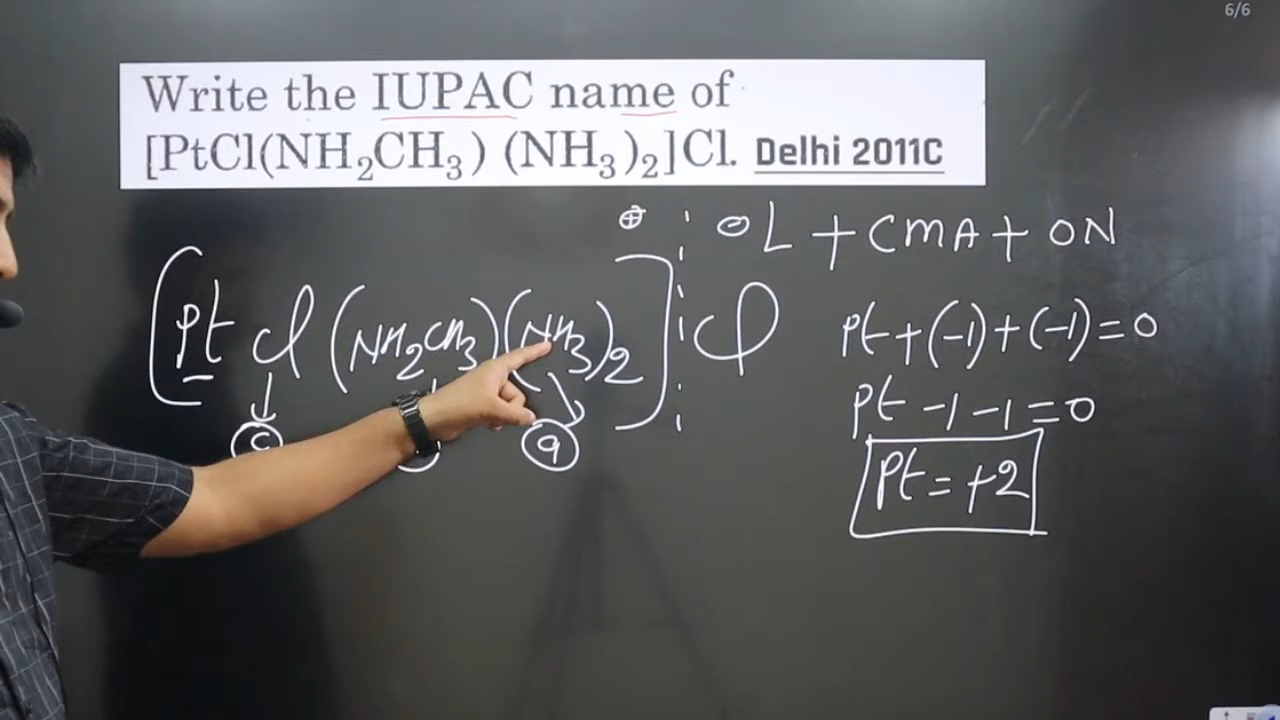 6/6
Write the IUPAC name of
[PtCl(NH₂CH₃) (NH₃)₂]Cl. Delhi 2011C
⊕ OL + CMA + ON
[Pt Cl (NH₂CH₃)(NH₃)₂] Cl
Pt + (-1) + (-1) = 0
C a
Pt -1 -1 = 0
Pt = +2